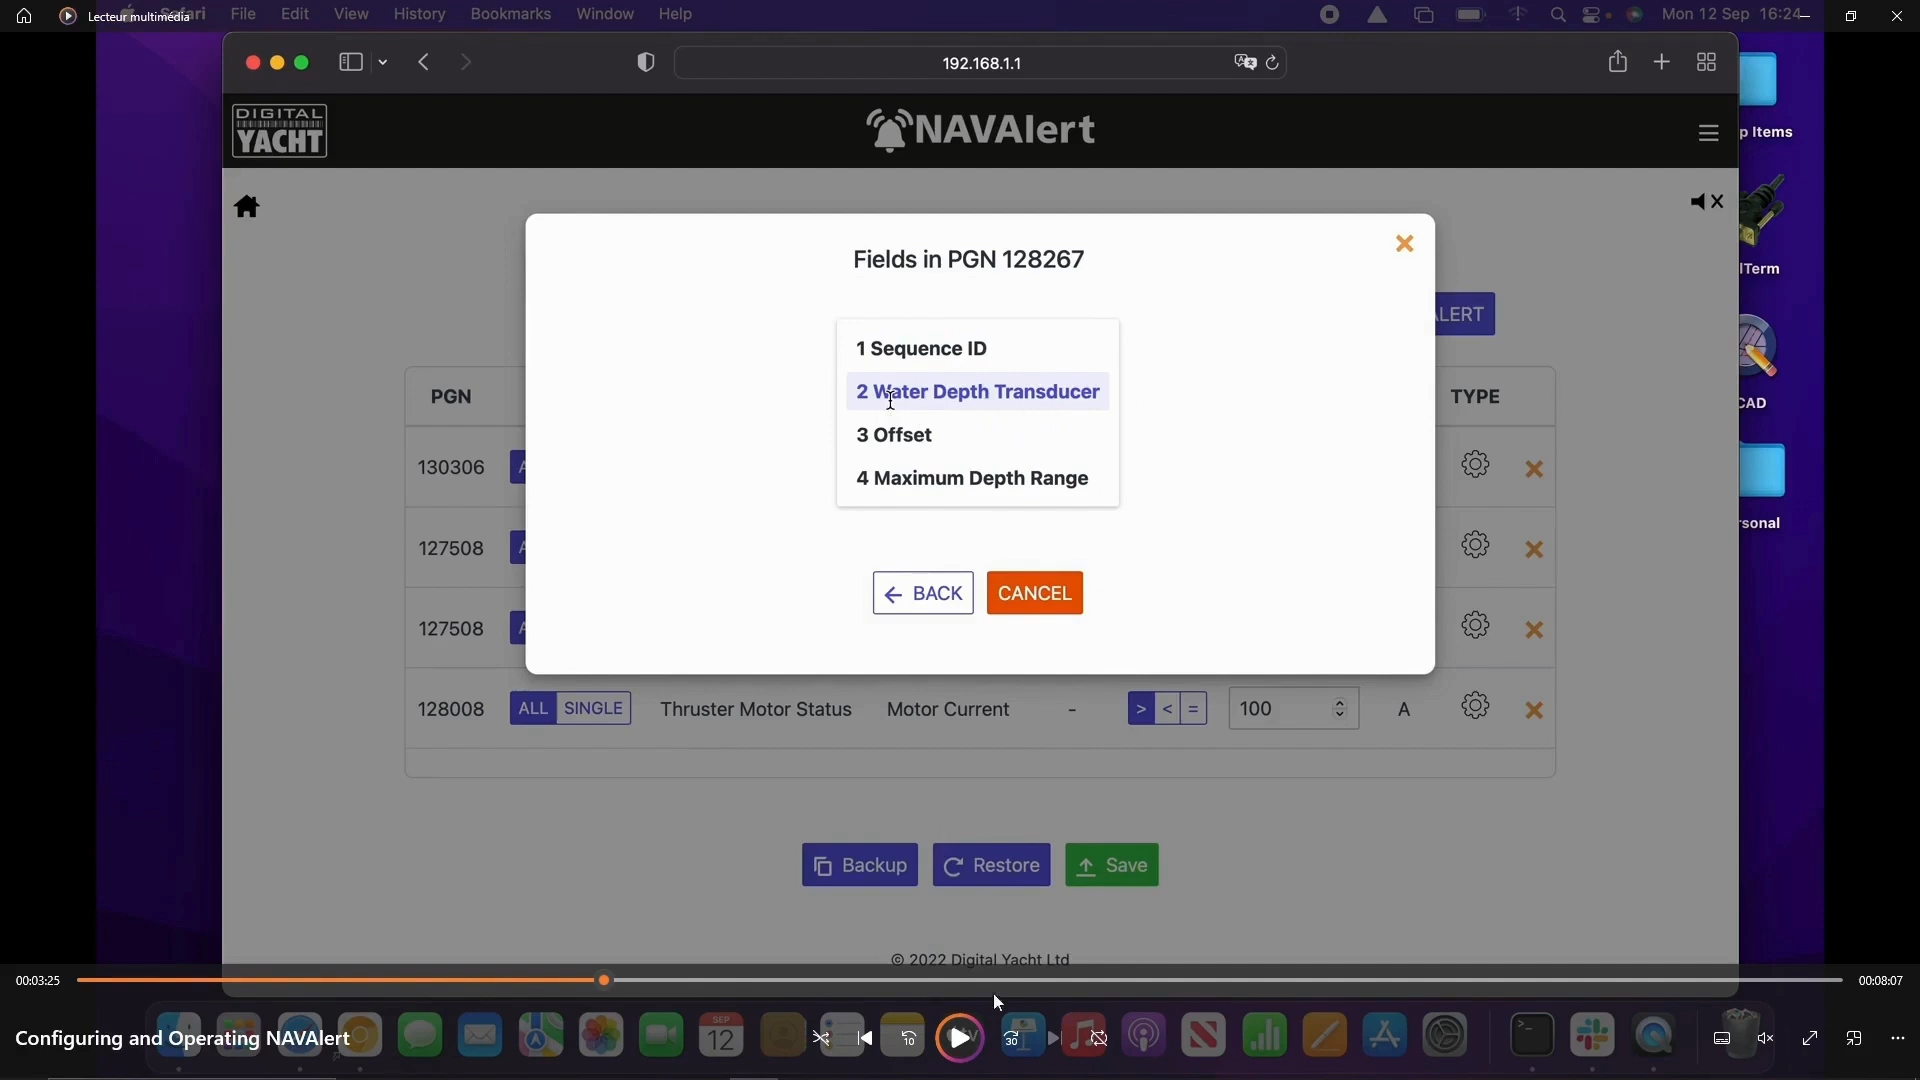 Lecteur multimédia
File Edit View History Bookmarks Window Help
Mon 12 Sep 16:24
192.168.1.1
DIGITAL
YACHT
NAVAlert
p Items
lTerm
CAD
rsonal
Fields in PGN 128267
1 Sequence ID
2 Water Depth Transducer
3 Offset
4 Maximum Depth Range
BACK CANCEL
LERT
PGN TYPE
130306
127508
127508
128008 ALL SINGLE Thruster Motor Status Motor Current - > < = 100 A
Backup Restore Save
© 2022 Digital Yacht Ltd
00:03:25 00:08:07
Configuring and Operating NAVAlert
SEP
12
10
30